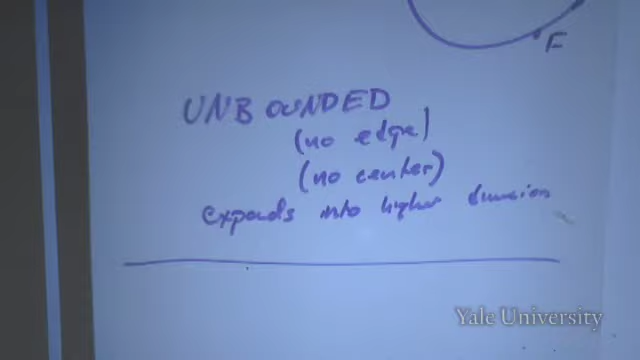 F
UNBOUNDED
(no edge)
(no center)
expands into higher dimension
Yale University